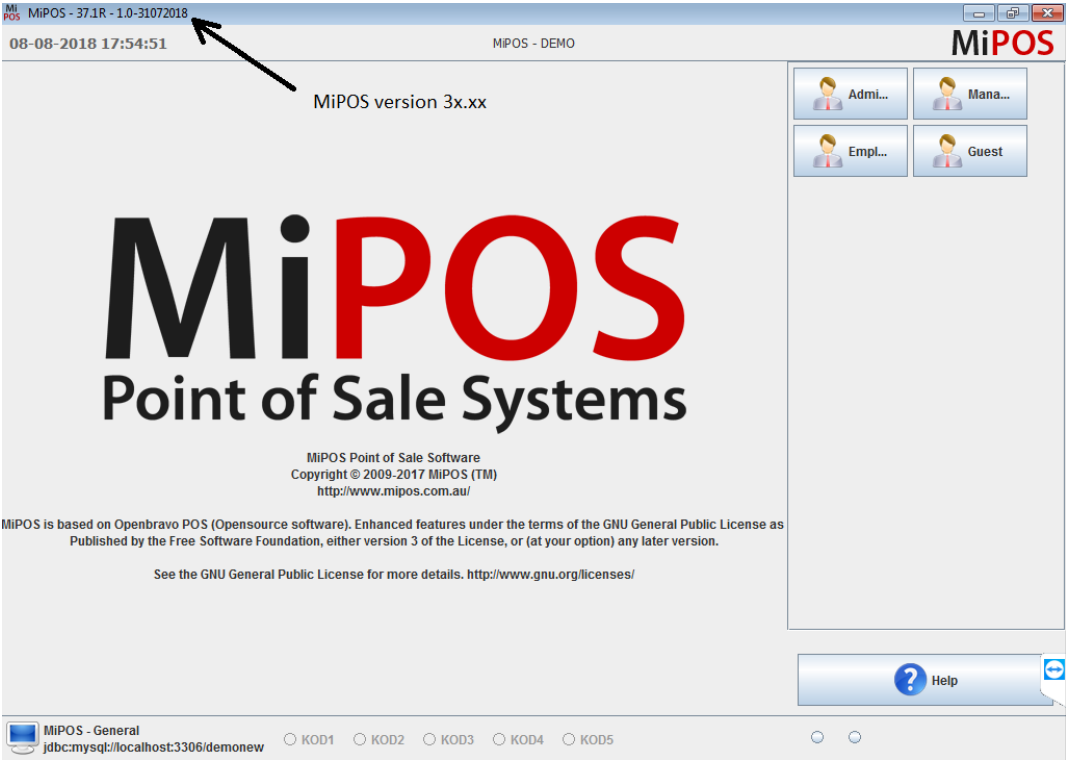 Mi
POS MiPOS - 37.1R - 1.0-31072018
08-08-2018 17:54:51
MiPOS - DEMO
MiPOS
MiPOS version 3x.xx
Admi...
Mana...
Empl...
Guest
MiPOS
Point of Sale Systems
MiPOS Point of Sale Software
Copyright © 2009-2017 MiPOS (TM)
http://www.mipos.com.au/
MiPOS is based on Openbravo POS (Opensource software). Enhanced features under the terms of the GNU General Public License as
Published by the Free Software Foundation, either version 3 of the License, or (at your option) any later version.
See the GNU General Public License for more details. http://www.gnu.org/licenses/
? Help
MiPOS - General
jdbc:mysql://localhost:3306/demonew
KOD1 KOD2 KOD3 KOD4 KOD5